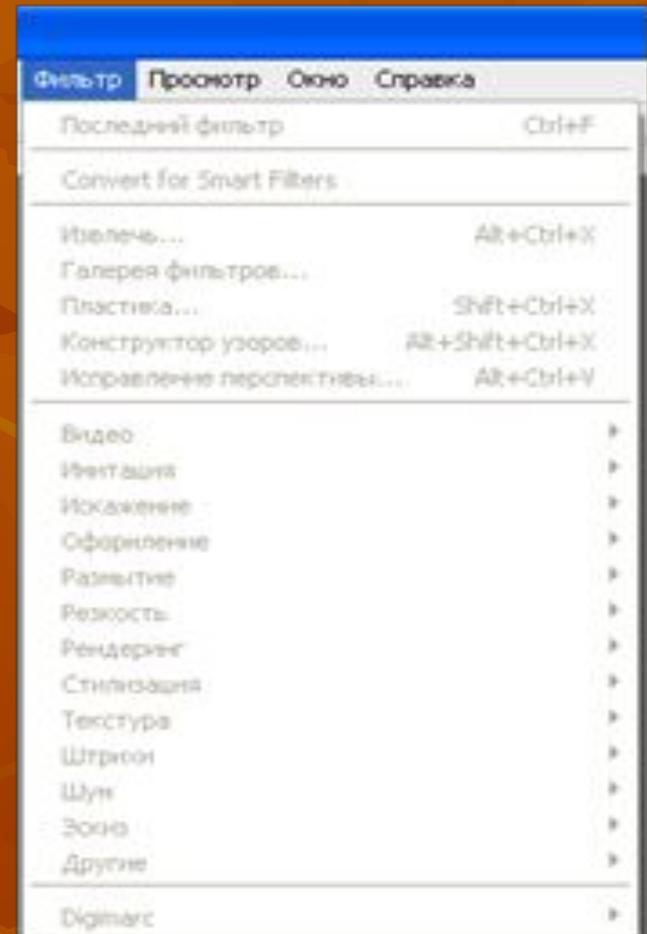 Фильтр Просмотр Окно Справка
Последний фильтр Ctrl+F
Convert for Smart Filters
Извлечь... Alt+Ctrl+X
Галерея фильтров...
Пластика... Shift+Ctrl+X
Конструктор узоров... Alt+Shift+Ctrl+X
Исправление перспективы... Alt+Ctrl+V
Видео
Имитация
Искажение
Оформление
Размытие
Резкость
Рендеринг
Стилизация
Текстура
Штрихи
Шум
Эскиз
Другие
Digimarc